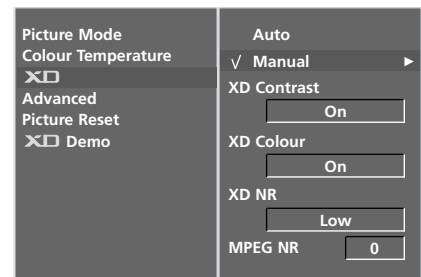 Picture Mode
Colour Temperature
XD
Advanced
Picture Reset
XD Demo
Auto
√ Manual ►
XD Contrast
On
XD Colour
On
XD NR
Low
MPEG NR 0